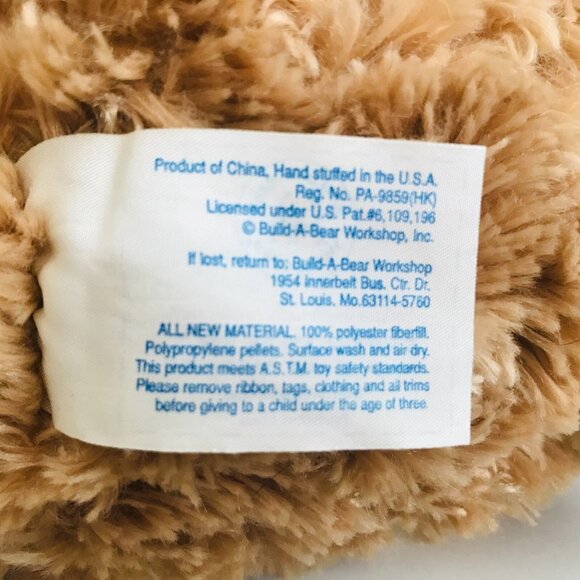 Product of China, Hand stuffed in the U.S.A.
Reg. No. PA-9859(HK)
Licensed under U.S. Pat.#6,109,196
© Build-A-Bear Workshop, Inc.
If lost, return to: Build-A-Bear Workshop
1954 Innerbelt Bus. Ctr. Dr.
St. Louis, Mo.63114-5760
ALL NEW MATERIAL, 100% polyester fiberfill.
Polypropylene pellets. Surface wash and air dry.
This product meets A.S.T.M. toy safety standards.
Please remove ribbon, tags, clothing and all trims
before giving to a child under the age of three.